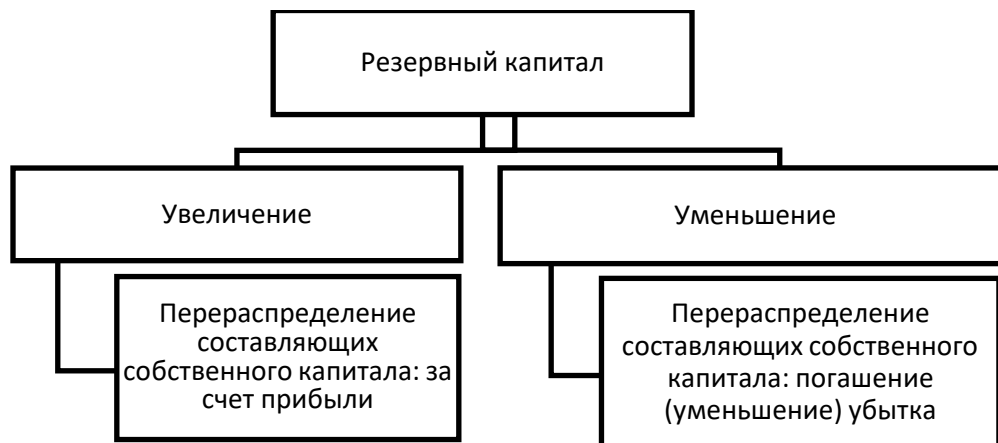 Резервный капитал
Увеличение
Уменьшение
Перераспределение
составляющих
собственного капитала: за
счет прибыли
Перераспределение
составляющих собственного
капитала: погашение
(уменьшение) убытка